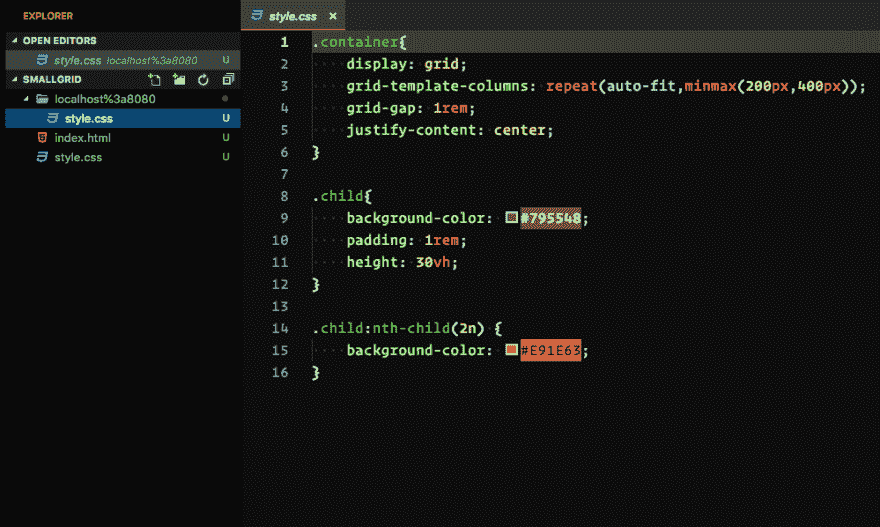 EXPLORER
OPEN EDITORS
style.css localhost%3a8080 U
SMALLGRID
localhost%3a8080
style.css U
index.html U
style.css U
style.css ×
1 .container{
2 display: grid;
3 grid-template-columns: repeat(auto-fit,minmax(200px,400px));
4 grid-gap: 1rem;
5 justify-content: center;
6 }
7
8 .child{
9 background-color: #795548;
10 padding: 1rem;
11 height: 30vh;
12 }
13
14 .child:nth-child(2n) {
15 background-color: #E91E63;
16 }